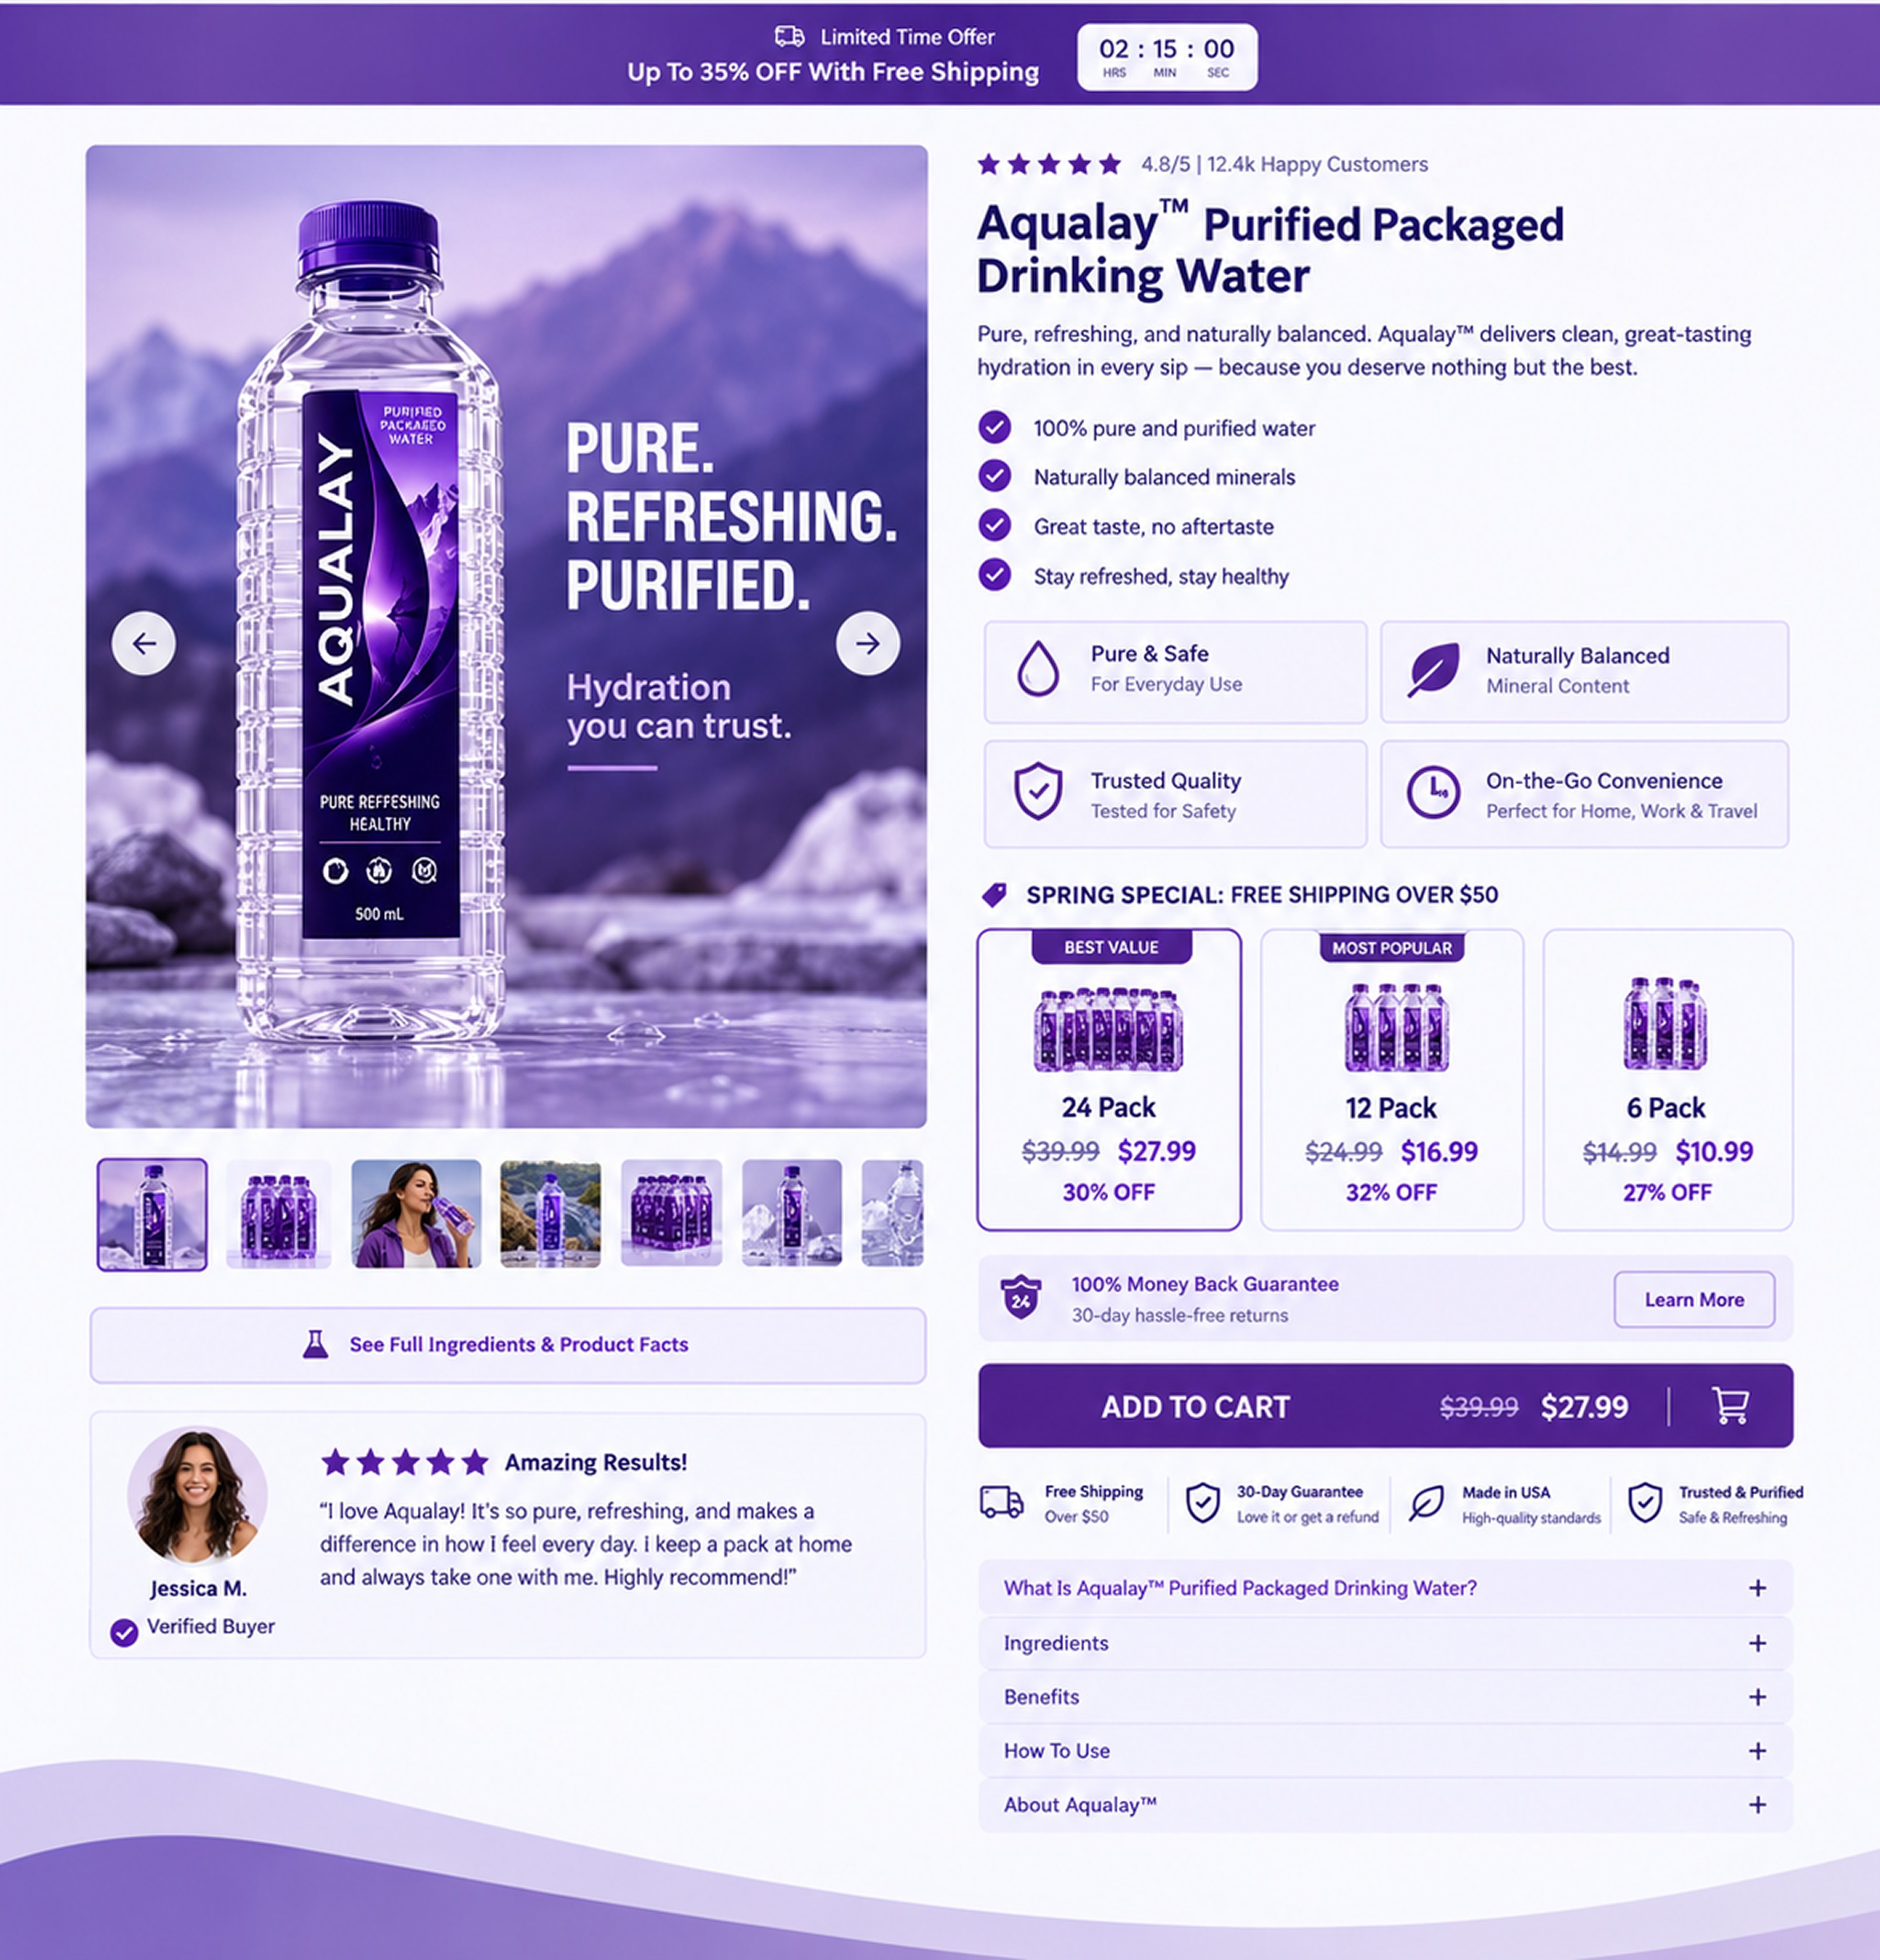 Limited Time Offer
Up To 35% OFF With Free Shipping
02 : 15 : 00
HRS MIN SEC
AQUALAY
PURIFIED
PACKAGED
WATER
PURE REFFESHING
HEALTHY
500 mL
PURE.
REFRESHING.
PURIFIED.
Hydration
you can trust.
See Full Ingredients & Product Facts
Amazing Results!
“I love Aqualay! It's so pure, refreshing, and makes a
difference in how I feel every day. I keep a pack at home
and always take one with me. Highly recommend!”
Jessica M.
Verified Buyer
4.8/5 | 12.4k Happy Customers
Aqualay™ Purified Packaged
Drinking Water
Pure, refreshing, and naturally balanced. Aqualay™ delivers clean, great-tasting
hydration in every sip — because you deserve nothing but the best.
100% pure and purified water
Naturally balanced minerals
Great taste, no aftertaste
Stay refreshed, stay healthy
Pure & Safe
For Everyday Use
Naturally Balanced
Mineral Content
Trusted Quality
Tested for Safety
On-the-Go Convenience
Perfect for Home, Work & Travel
SPRING SPECIAL: FREE SHIPPING OVER $50
BEST VALUE
24 Pack
$39.99 $27.99
30% OFF
MOST POPULAR
12 Pack
$24.99 $16.99
32% OFF
6 Pack
$14.99 $10.99
27% OFF
24
100% Money Back Guarantee
30-day hassle-free returns
Learn More
ADD TO CART $39.99 $27.99
Free Shipping
Over $50
30-Day Guarantee
Love it or get a refund
Made in USA
High-quality standards
Trusted & Purified
Safe & Refreshing
What Is Aqualay™ Purified Packaged Drinking Water?
Ingredients
Benefits
How To Use
About Aqualay™